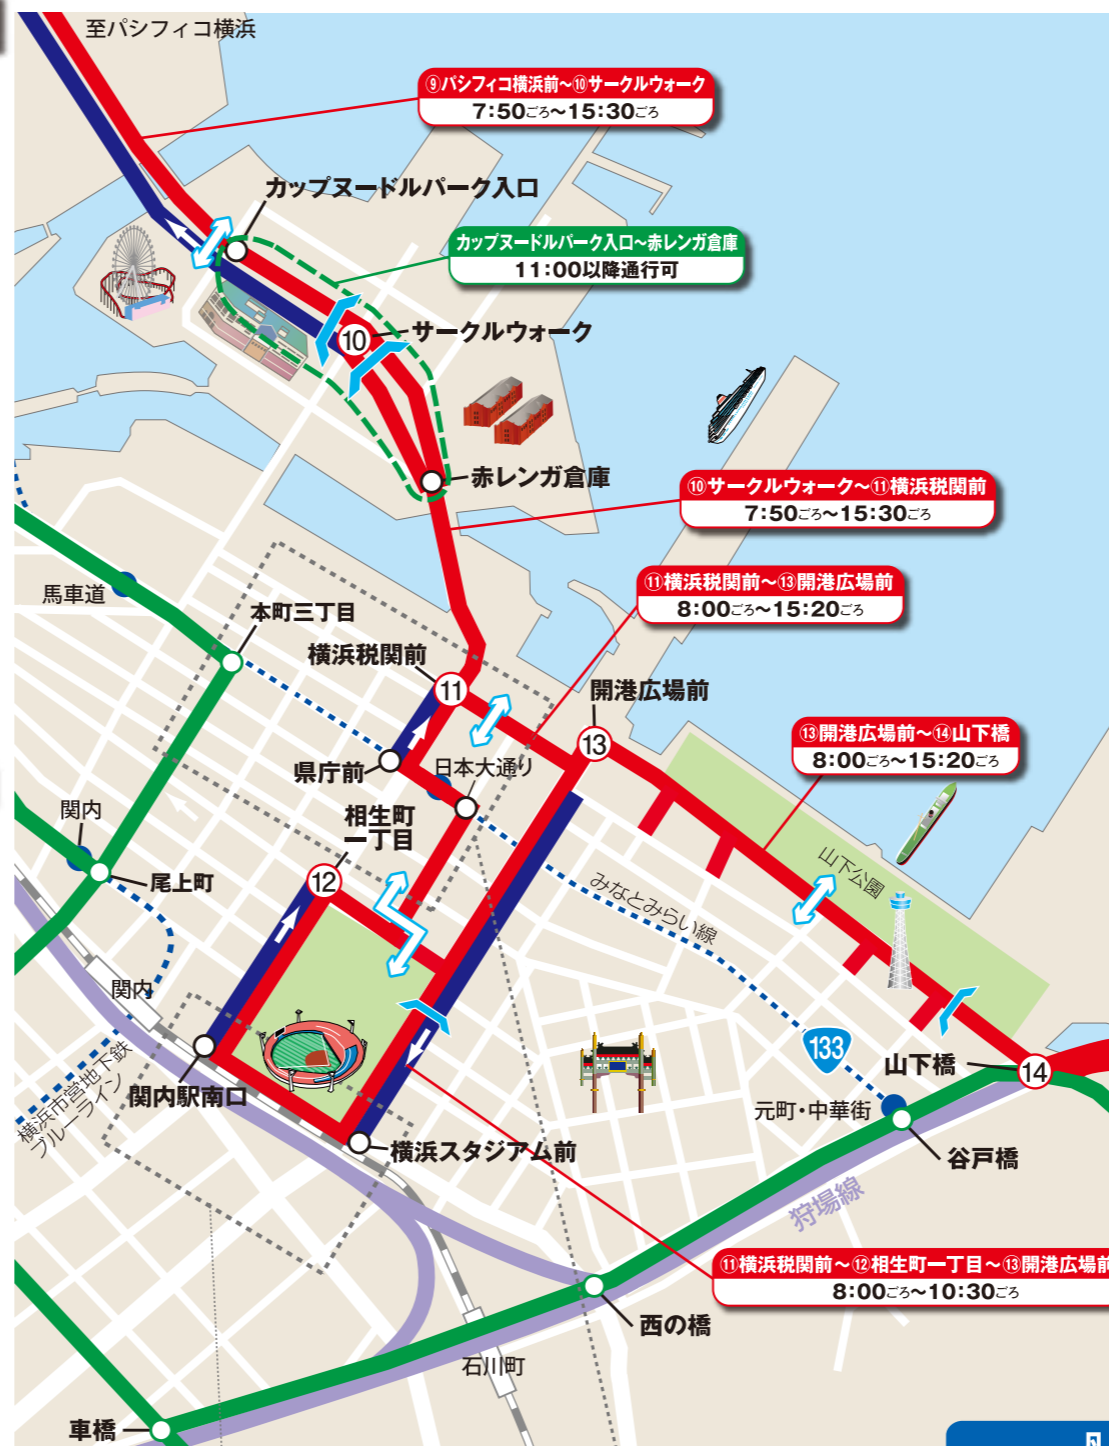 至パシフィコ横浜
⑨パシフィコ横浜前～⑩サークルウォーク
7:50ごろ～15:30ごろ
カップヌードルパーク入口
カップヌードルパーク入口～赤レンガ倉庫
11:00以降通行可
⑩
サークルウォーク
赤レンガ倉庫
⑩サークルウォーク～⑪横浜税関前
7:50ごろ～15:30ごろ
⑪横浜税関前～⑬開港広場前
8:00ごろ～15:20ごろ
馬車道
本町三丁目
横浜税関前
⑪
開港広場前
⑬
⑬開港広場前～⑭山下橋
8:00ごろ～15:20ごろ
県庁前
日本大通り
関内
相生町
一丁目
尾上町
⑫
山下公園
みなとみらい線
関内
133
山下橋
⑭
横浜市営地下鉄
ブルーライン
関内駅南口
元町・中華街
谷戸橋
横浜スタジアム前
狩場線
⑪横浜税関前～⑫相生町一丁目～⑬開港広場前
8:00ごろ～10:30ごろ
西の橋
石川町
車橋